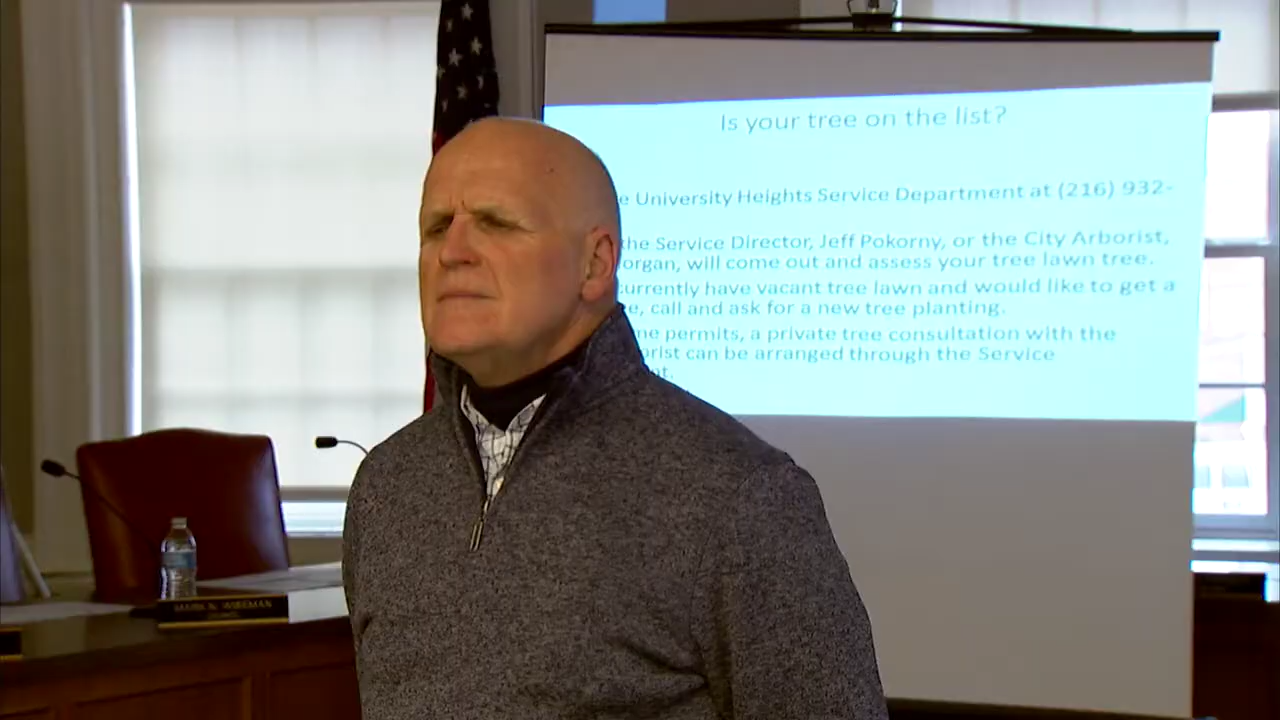 Is your tree on the list?
University Heights Service Department at (216) 932-
the Service Director, Jeff Pokorny, or the City Arborist,
organ, will come out and assess your tree lawn tree.
currently have vacant tree lawn and would like to get a
e, call and ask for a new tree planting.
permits, a private tree consultation with the
orist can be arranged through the Service
nt.
MARK N. WISEMAN